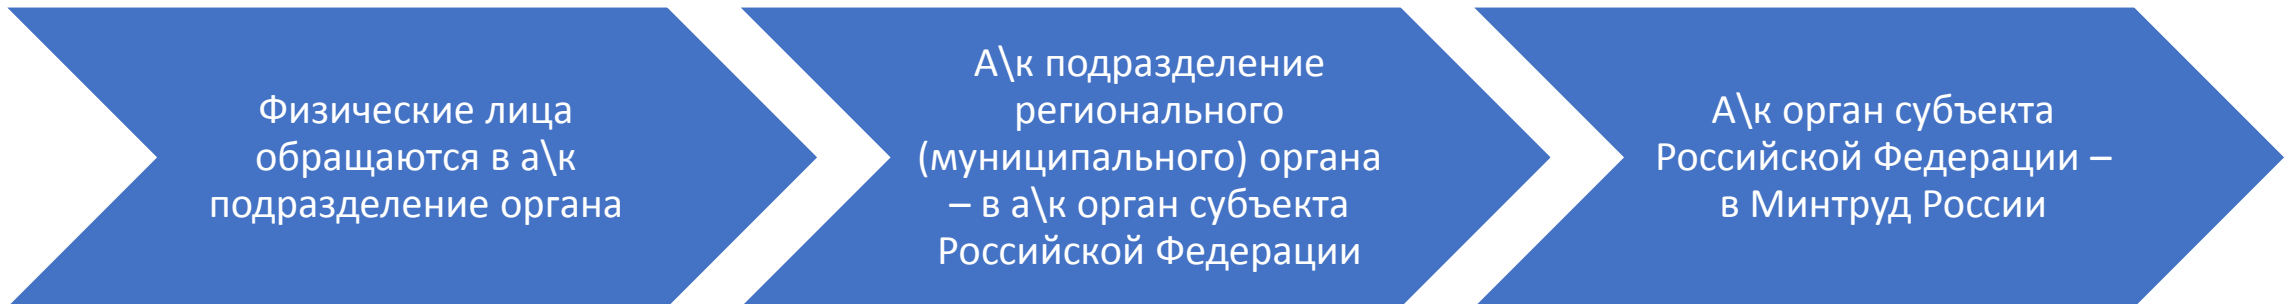 Физические лица
обращаются в а\к
подразделение органа
А\к подразделение
регионального
(муниципального) органа
– в а\к орган субъекта
Российской Федерации
А\к орган субъекта
Российской Федерации –
в Минтруд России